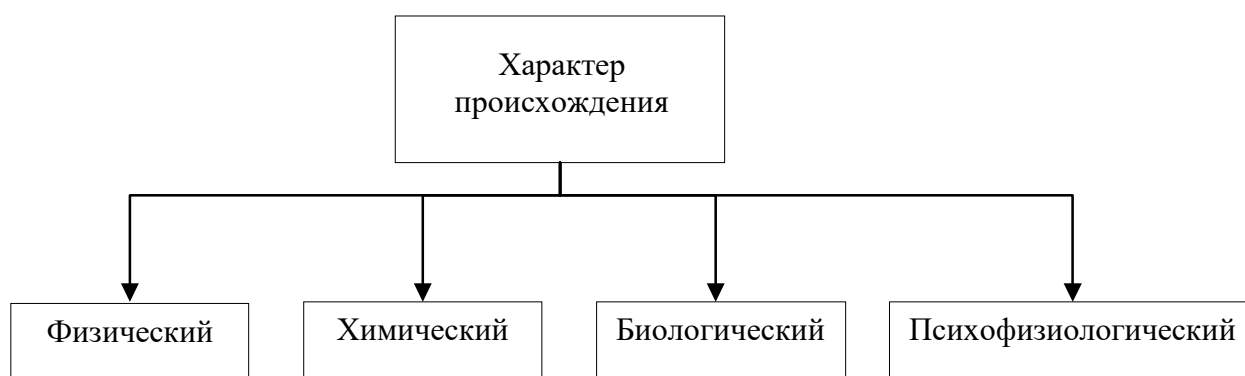 Характер
происхождения
Физический
Химический
Биологический
Психофизиологический